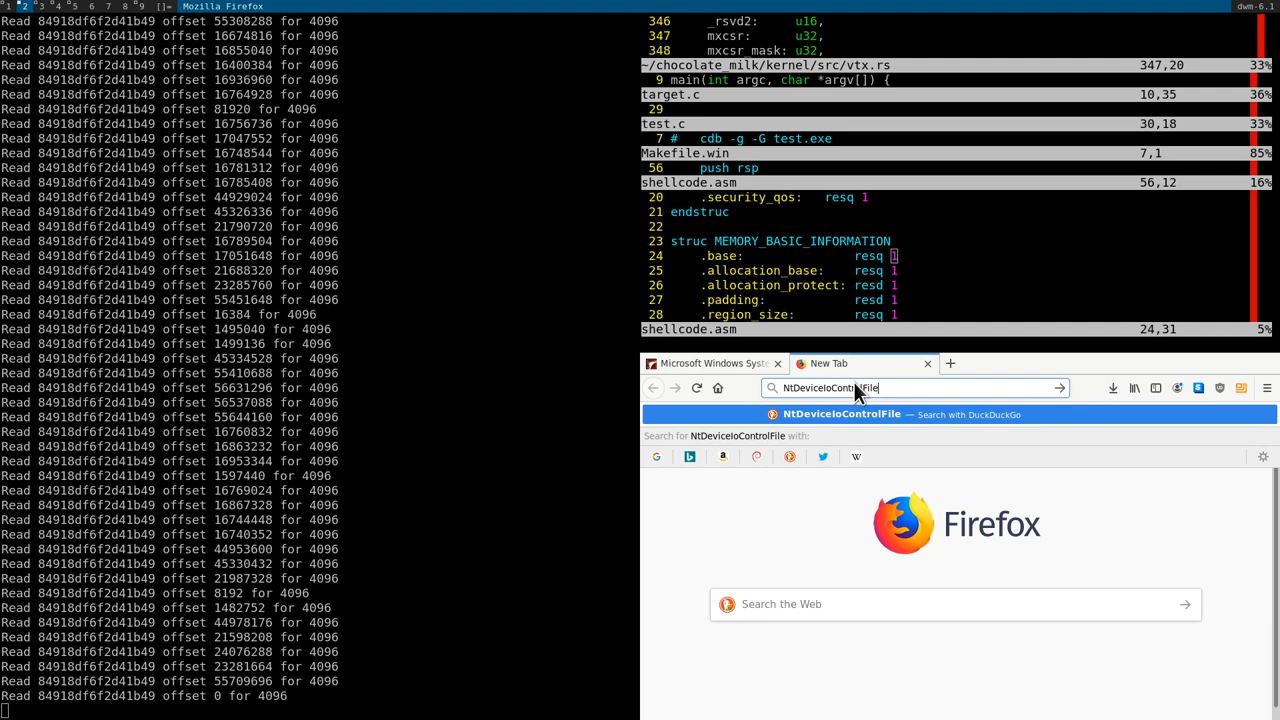 1 2 3 4 5 6 7 8 9 []= Mozilla Firefox dwm-6.1
Read 84918df6f2d41b49 offset 55308288 for 4096
Read 84918df6f2d41b49 offset 16674816 for 4096
Read 84918df6f2d41b49 offset 16855040 for 4096
Read 84918df6f2d41b49 offset 16400384 for 4096
Read 84918df6f2d41b49 offset 16936960 for 4096
Read 84918df6f2d41b49 offset 16764928 for 4096
Read 84918df6f2d41b49 offset 81920 for 4096
Read 84918df6f2d41b49 offset 16756736 for 4096
Read 84918df6f2d41b49 offset 17047552 for 4096
Read 84918df6f2d41b49 offset 16748544 for 4096
Read 84918df6f2d41b49 offset 16781312 for 4096
Read 84918df6f2d41b49 offset 16785408 for 4096
Read 84918df6f2d41b49 offset 44929024 for 4096
Read 84918df6f2d41b49 offset 45326336 for 4096
Read 84918df6f2d41b49 offset 21790720 for 4096
Read 84918df6f2d41b49 offset 16789504 for 4096
Read 84918df6f2d41b49 offset 17051648 for 4096
Read 84918df6f2d41b49 offset 21688320 for 4096
Read 84918df6f2d41b49 offset 23285760 for 4096
Read 84918df6f2d41b49 offset 55451648 for 4096
Read 84918df6f2d41b49 offset 16384 for 4096
Read 84918df6f2d41b49 offset 1495040 for 4096
Read 84918df6f2d41b49 offset 1499136 for 4096
Read 84918df6f2d41b49 offset 45334528 for 4096
Read 84918df6f2d41b49 offset 55410688 for 4096
Read 84918df6f2d41b49 offset 56631296 for 4096
Read 84918df6f2d41b49 offset 56537088 for 4096
Read 84918df6f2d41b49 offset 55644160 for 4096
Read 84918df6f2d41b49 offset 16760832 for 4096
Read 84918df6f2d41b49 offset 16863232 for 4096
Read 84918df6f2d41b49 offset 16953344 for 4096
Read 84918df6f2d41b49 offset 1597440 for 4096
Read 84918df6f2d41b49 offset 16769024 for 4096
Read 84918df6f2d41b49 offset 16867328 for 4096
Read 84918df6f2d41b49 offset 16744448 for 4096
Read 84918df6f2d41b49 offset 16740352 for 4096
Read 84918df6f2d41b49 offset 44953600 for 4096
Read 84918df6f2d41b49 offset 45330432 for 4096
Read 84918df6f2d41b49 offset 21987328 for 4096
Read 84918df6f2d41b49 offset 8192 for 4096
Read 84918df6f2d41b49 offset 1482752 for 4096
Read 84918df6f2d41b49 offset 44978176 for 4096
Read 84918df6f2d41b49 offset 21598208 for 4096
Read 84918df6f2d41b49 offset 24076288 for 4096
Read 84918df6f2d41b49 offset 23281664 for 4096
Read 84918df6f2d41b49 offset 55709696 for 4096
Read 84918df6f2d41b49 offset 0 for 4096
346 _rsvd2: u16,
347 mxcsr: u32,
348 mxcsr_mask: u32,
~/chocolate_milk/kernel/src/vtx.rs 347,20 33%
9 main(int argc, char *argv[]) {
target.c 10,35 36%
29
test.c 30,18 33%
7 # cdb -g -G test.exe
Makefile.win 7,1 85%
56 push rsp
shellcode.asm 56,12 16%
20 .security_qos: resq 1
21 endstruc
22
23 struc MEMORY_BASIC_INFORMATION
24 .base: resq 1
25 .allocation_base: resq 1
26 .allocation_protect: resd 1
27 .padding: resd 1
28 .region_size: resq 1
shellcode.asm 24,31 5%
Microsoft Windows Syste
New Tab
NtDeviceIoControlFile
NtDeviceIoControlFile — Search with DuckDuckGo
Search for NtDeviceIoControlFile with:
Firefox
Search the Web